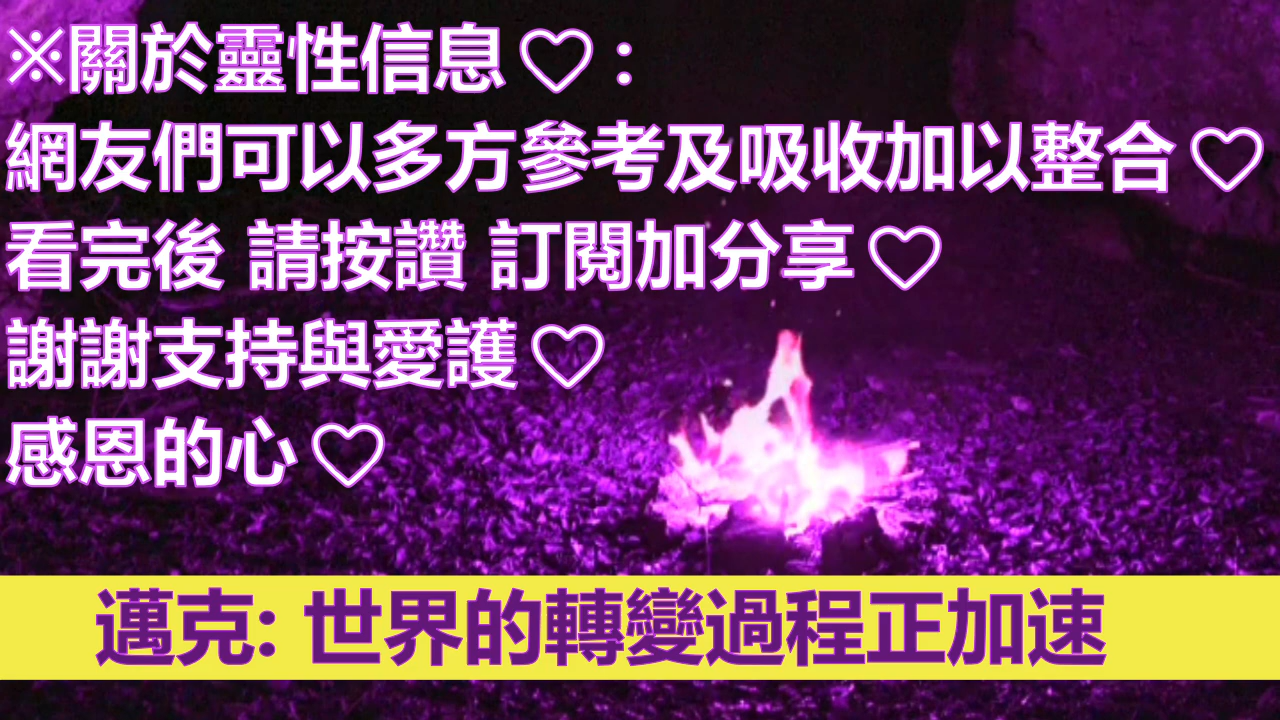 ※關於靈性信息♡:
網友們可以多方參考及吸收加以整合♡
看完後 請按讚 訂閱加分享♡
謝謝支持與愛護♡
感恩的心♡
邁克: 世界的轉變過程正加速